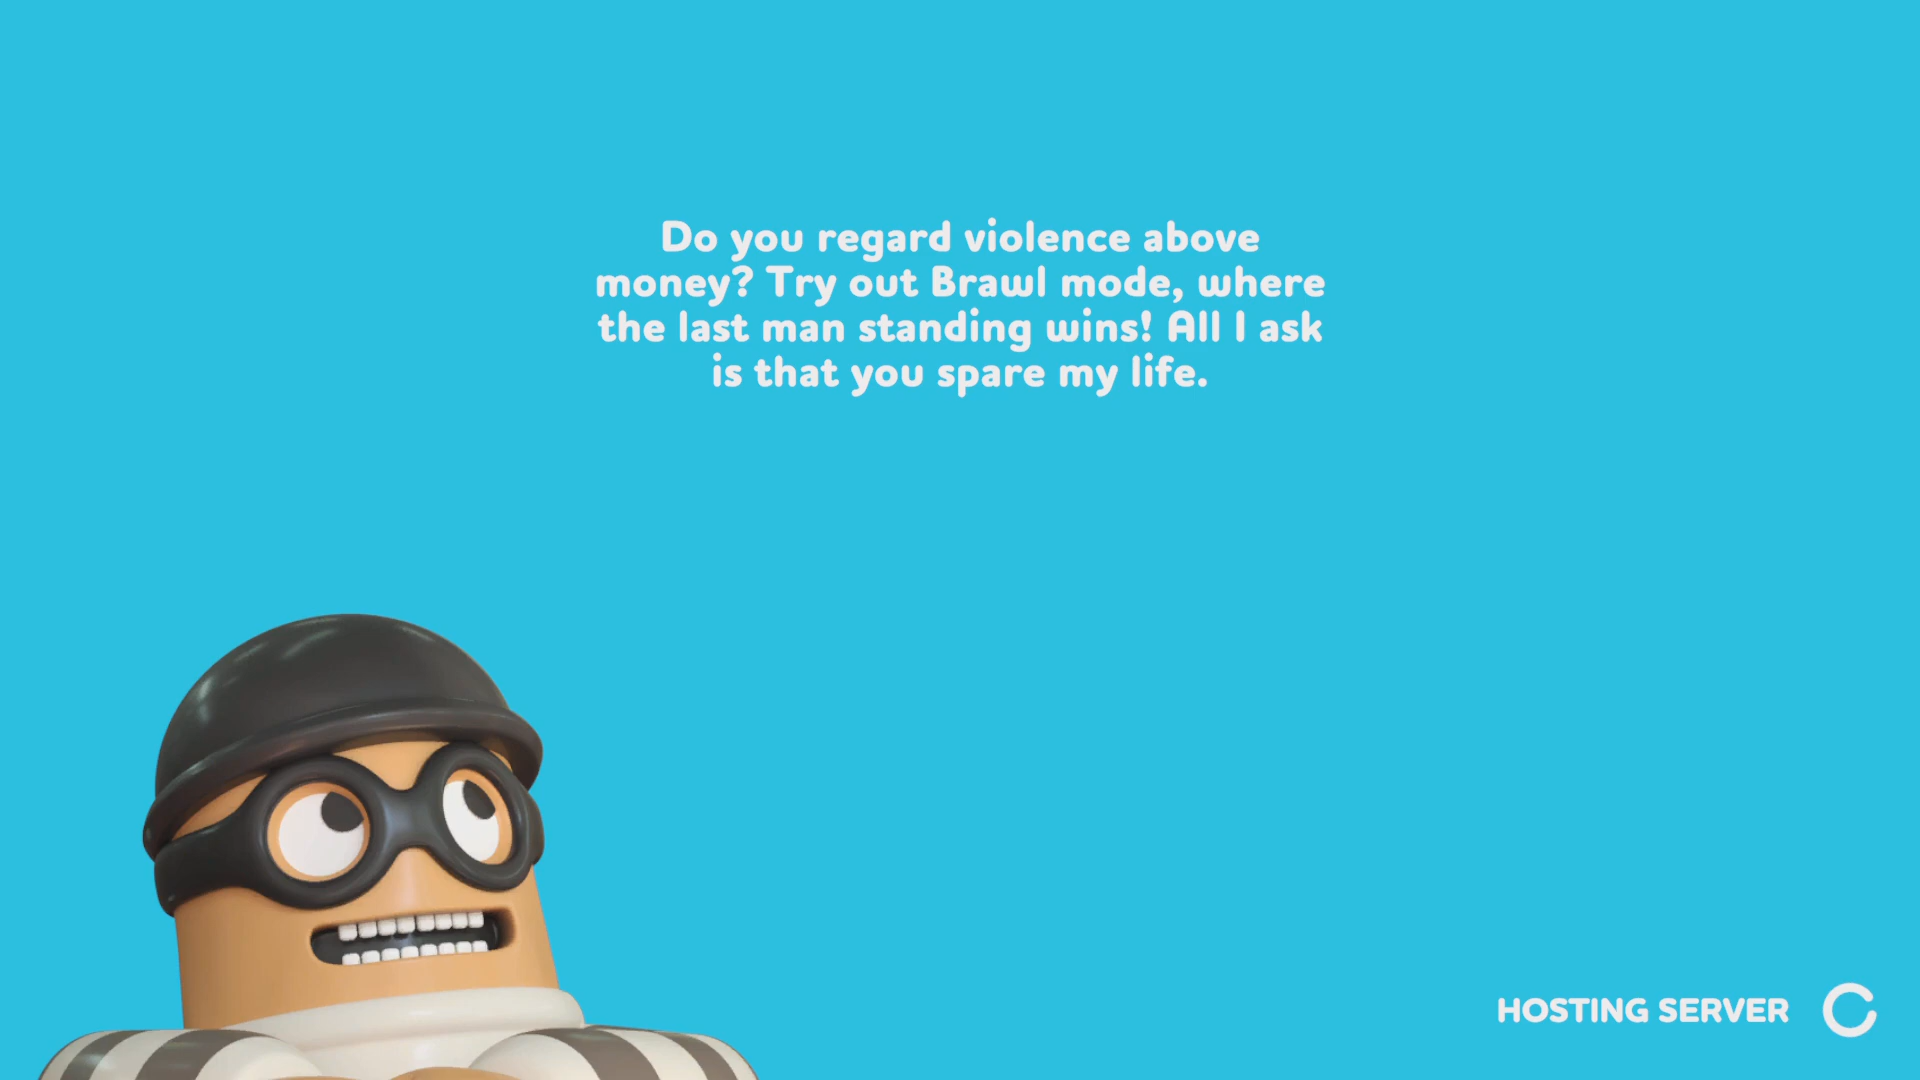 Do you regard violence above
money? Try out Brawl mode, where
the last man standing wins! All I ask
is that you spare my life.
HOSTING SERVER